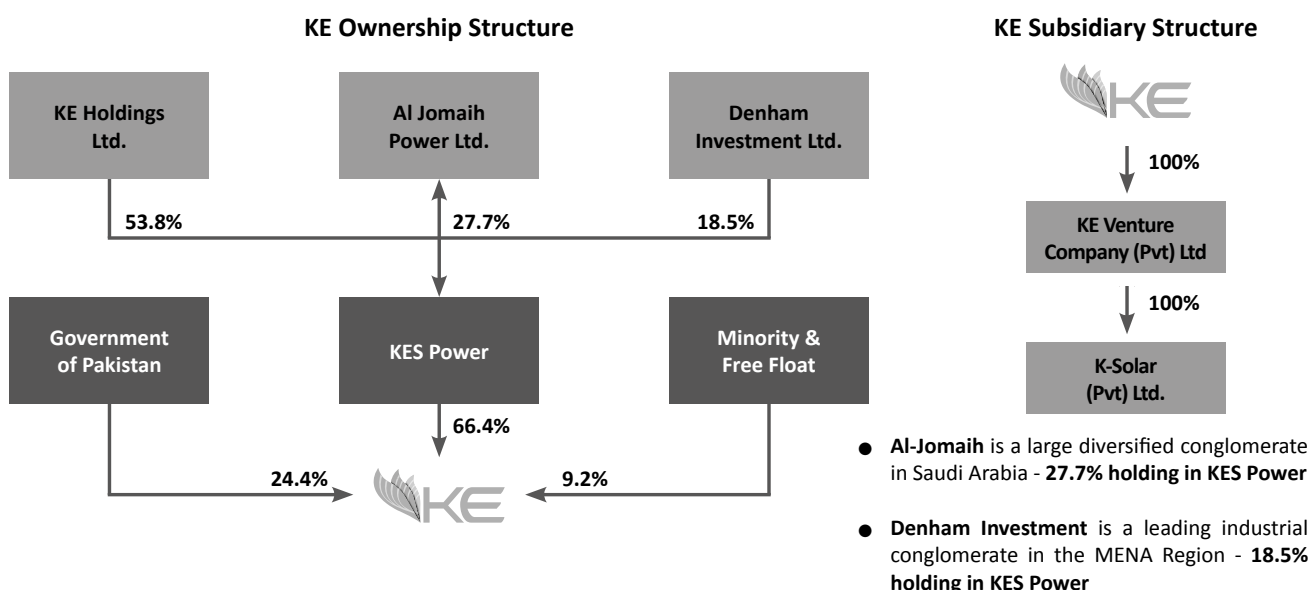 KE Ownership Structure
KE Holdings
Ltd.
Al Jomaih
Power Ltd.
Denham
Investment Ltd.
53.8%
27.7%
18.5%
Government
of Pakistan
KES Power
Minority &
Free Float
66.4%
24.4%
KE
9.2%
KE Subsidiary Structure
KE
100%
KE Venture
Company (Pvt) Ltd
100%
K-Solar
(Pvt) Ltd.
● Al-Jomaih is a large diversified conglomerate
in Saudi Arabia - 27.7% holding in KES Power
● Denham Investment is a leading industrial
conglomerate in the MENA Region - 18.5%
holding in KES Power